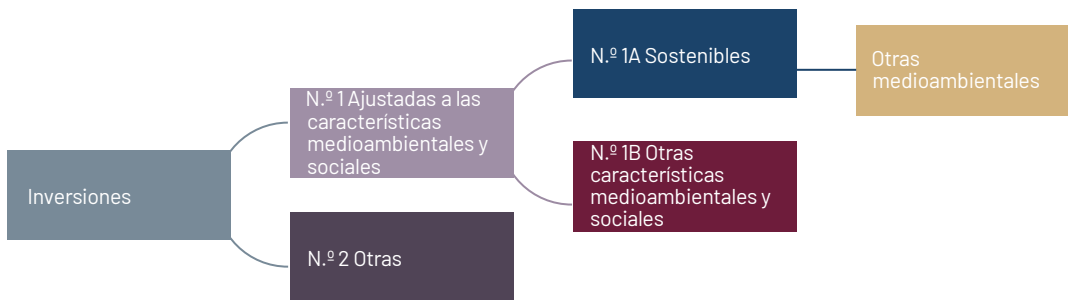 Inversiones
N.º 1 Ajustadas a las
características
medioambientales y
sociales
N.º 2 Otras
N.º 1A Sostenibles
N.º 1B Otras
características
medioambientales y
sociales
Otras
medioambientales